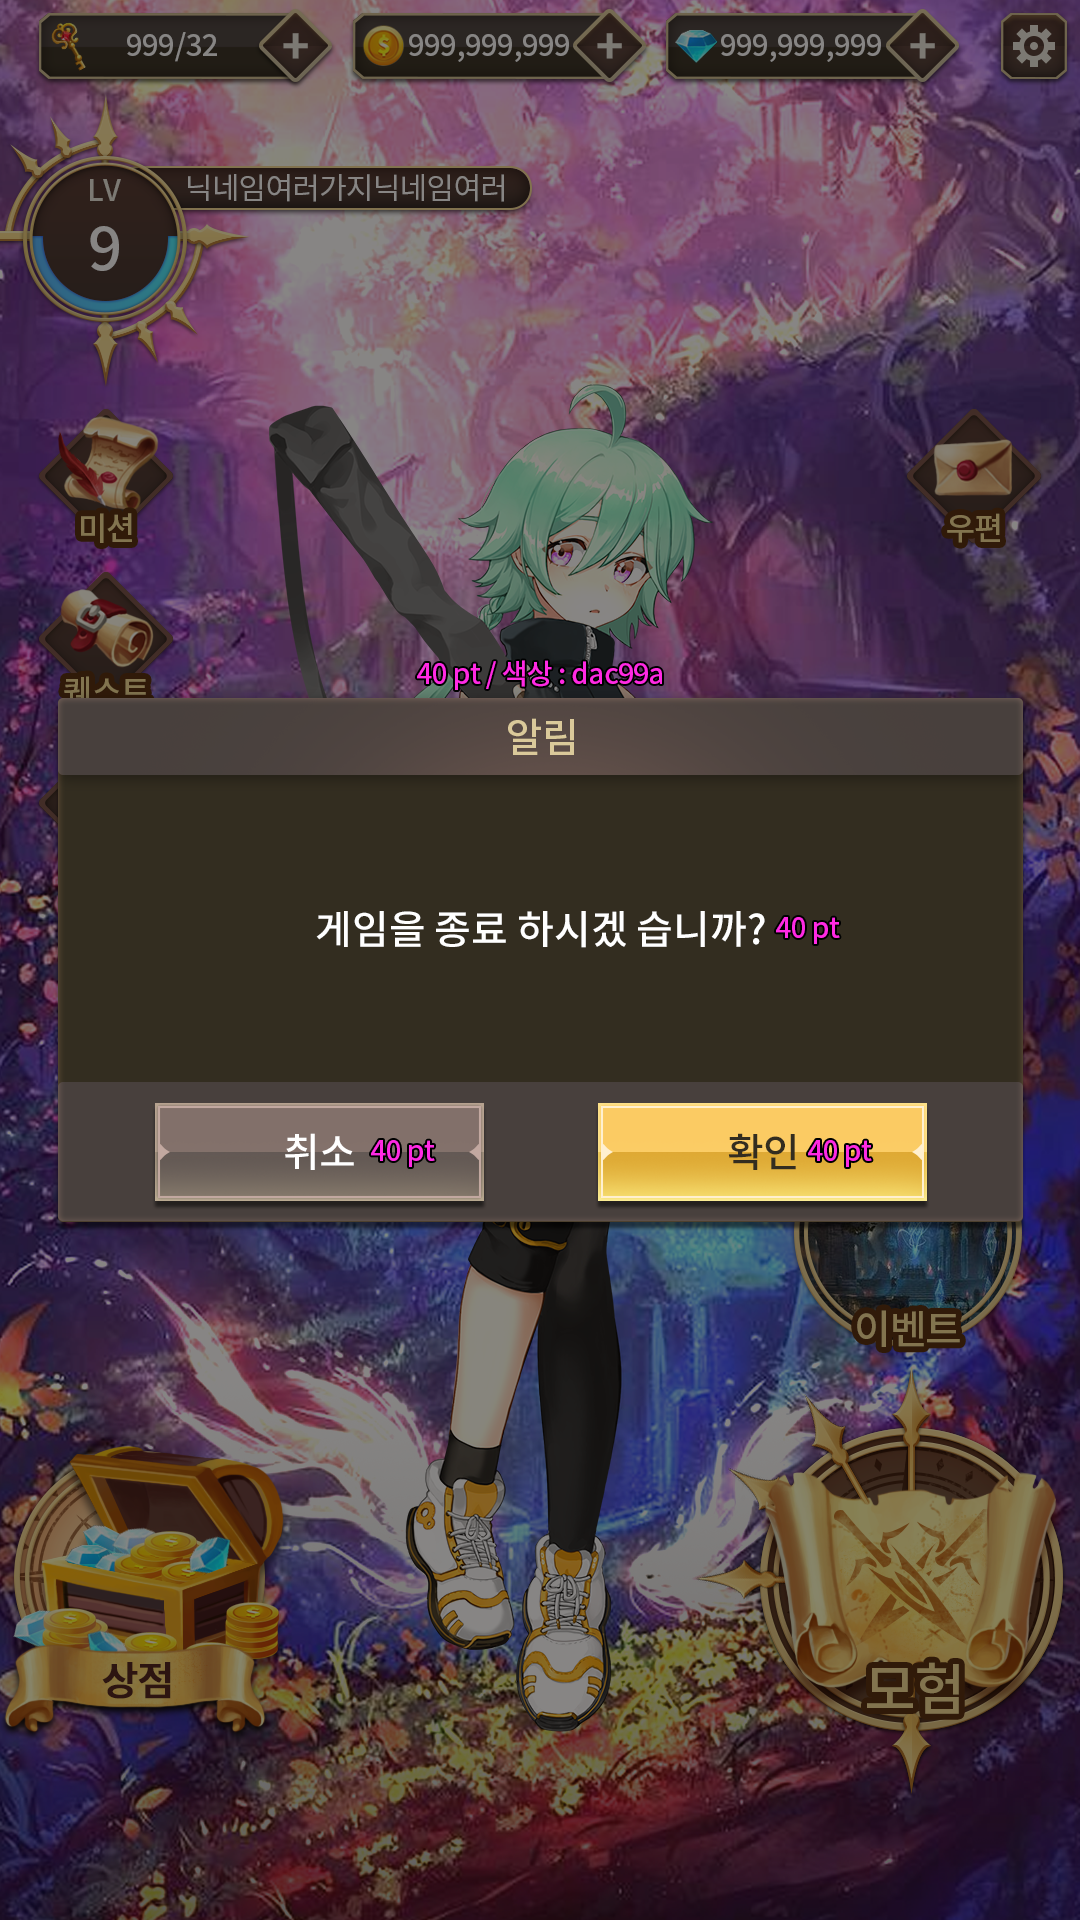 999/32
999,999,999
999,999,999
LV
9
닉네임여러가지닉네임여러
미션
우편
퀘스트
40 pt / 색상 : dac99a
알림
게임을 종료 하시겠 습니까? 40 pt
취소 40 pt
확인 40 pt
이벤트
상점
모험